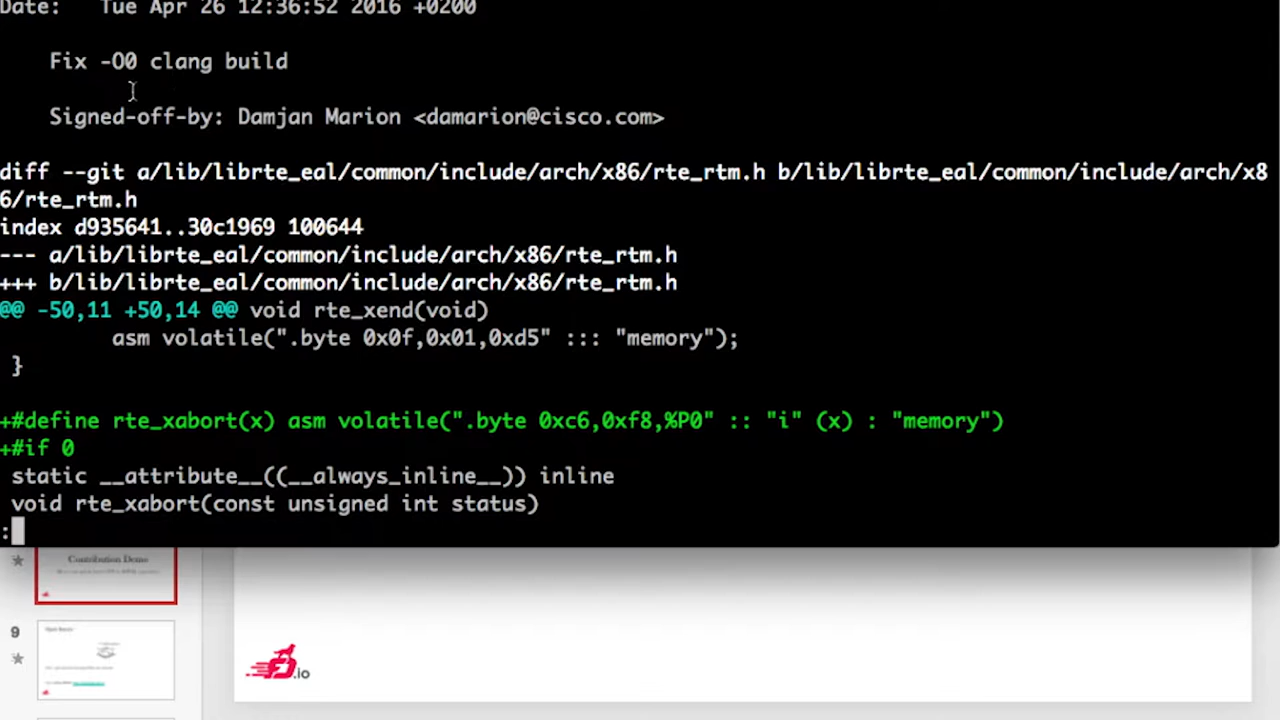 Date:   Tue Apr 26 12:36:52 2016 +0200
Fix -O0 clang build
Signed-off-by: Damjan Marion <damarion@cisco.com>
diff --git a/lib/librte_eal/common/include/arch/x86/rte_rtm.h b/lib/librte_eal/common/include/arch/x8
6/rte_rtm.h
index d935641..30c1969 100644
--- a/lib/librte_eal/common/include/arch/x86/rte_rtm.h
+++ b/lib/librte_eal/common/include/arch/x86/rte_rtm.h
@@ -50,11 +50,14 @@ void rte_xend(void)
asm volatile(".byte 0x0f,0x01,0xd5" ::: "memory");
}
+#define rte_xabort(x) asm volatile(".byte 0xc6,0xf8,%P0" :: "i" (x) : "memory")
+#if 0
static __attribute__((__always_inline__)) inline
void rte_xabort(const unsigned int status)
:
Contribution Demo
9
.io